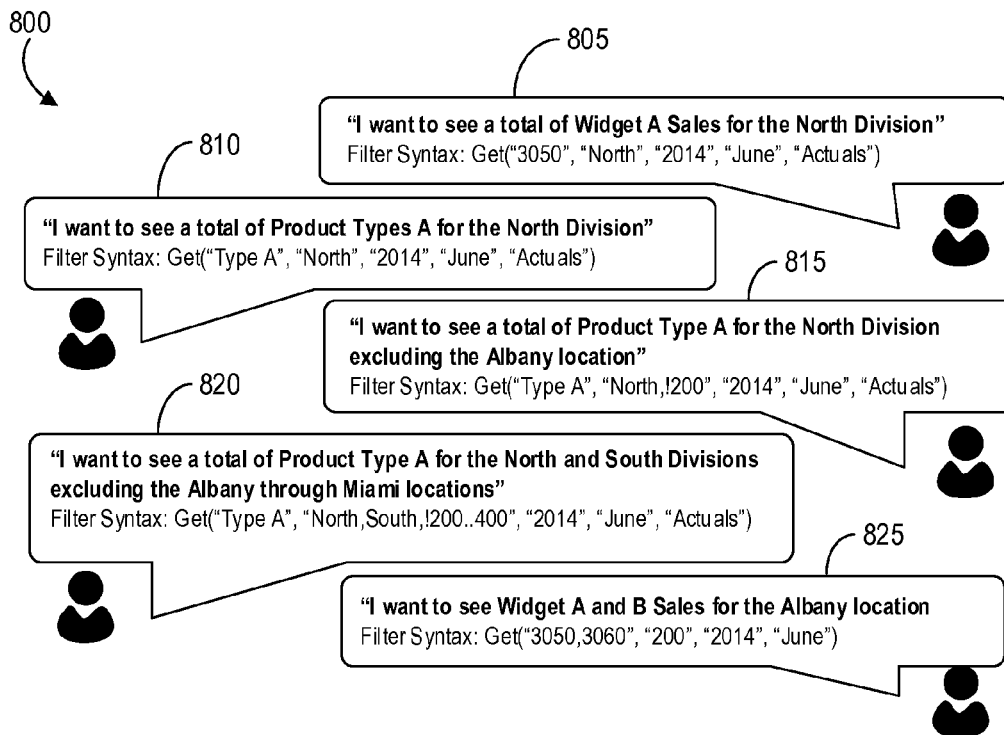 800
805
“I want to see a total of Widget A Sales for the North Division”
Filter Syntax: Get(“3050”, “North”, “2014”, “June”, “Actuals”)
810
“I want to see a total of Product Types A for the North Division”
Filter Syntax: Get(“Type A”, “North”, “2014”, “June”, “Actuals”)
815
“I want to see a total of Product Type A for the North Division
excluding the Albany location”
Filter Syntax: Get(“Type A”, “North,!200”, “2014”, “June”, “Actuals”)
820
“I want to see a total of Product Type A for the North and South Divisions
excluding the Albany through Miami locations”
Filter Syntax: Get(“Type A”, “North,South,!200..400”, “2014”, “June”, “Actuals”)
825
“I want to see Widget A and B Sales for the Albany location
Filter Syntax: Get(“3050,3060”, “200”, “2014”, “June”)